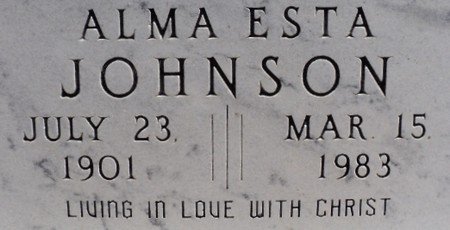 ALMA ESTA
JOHNSON
JULY 23, MAR. 15,
1901 1983
LIVING IN LOVE WITH CHRIST